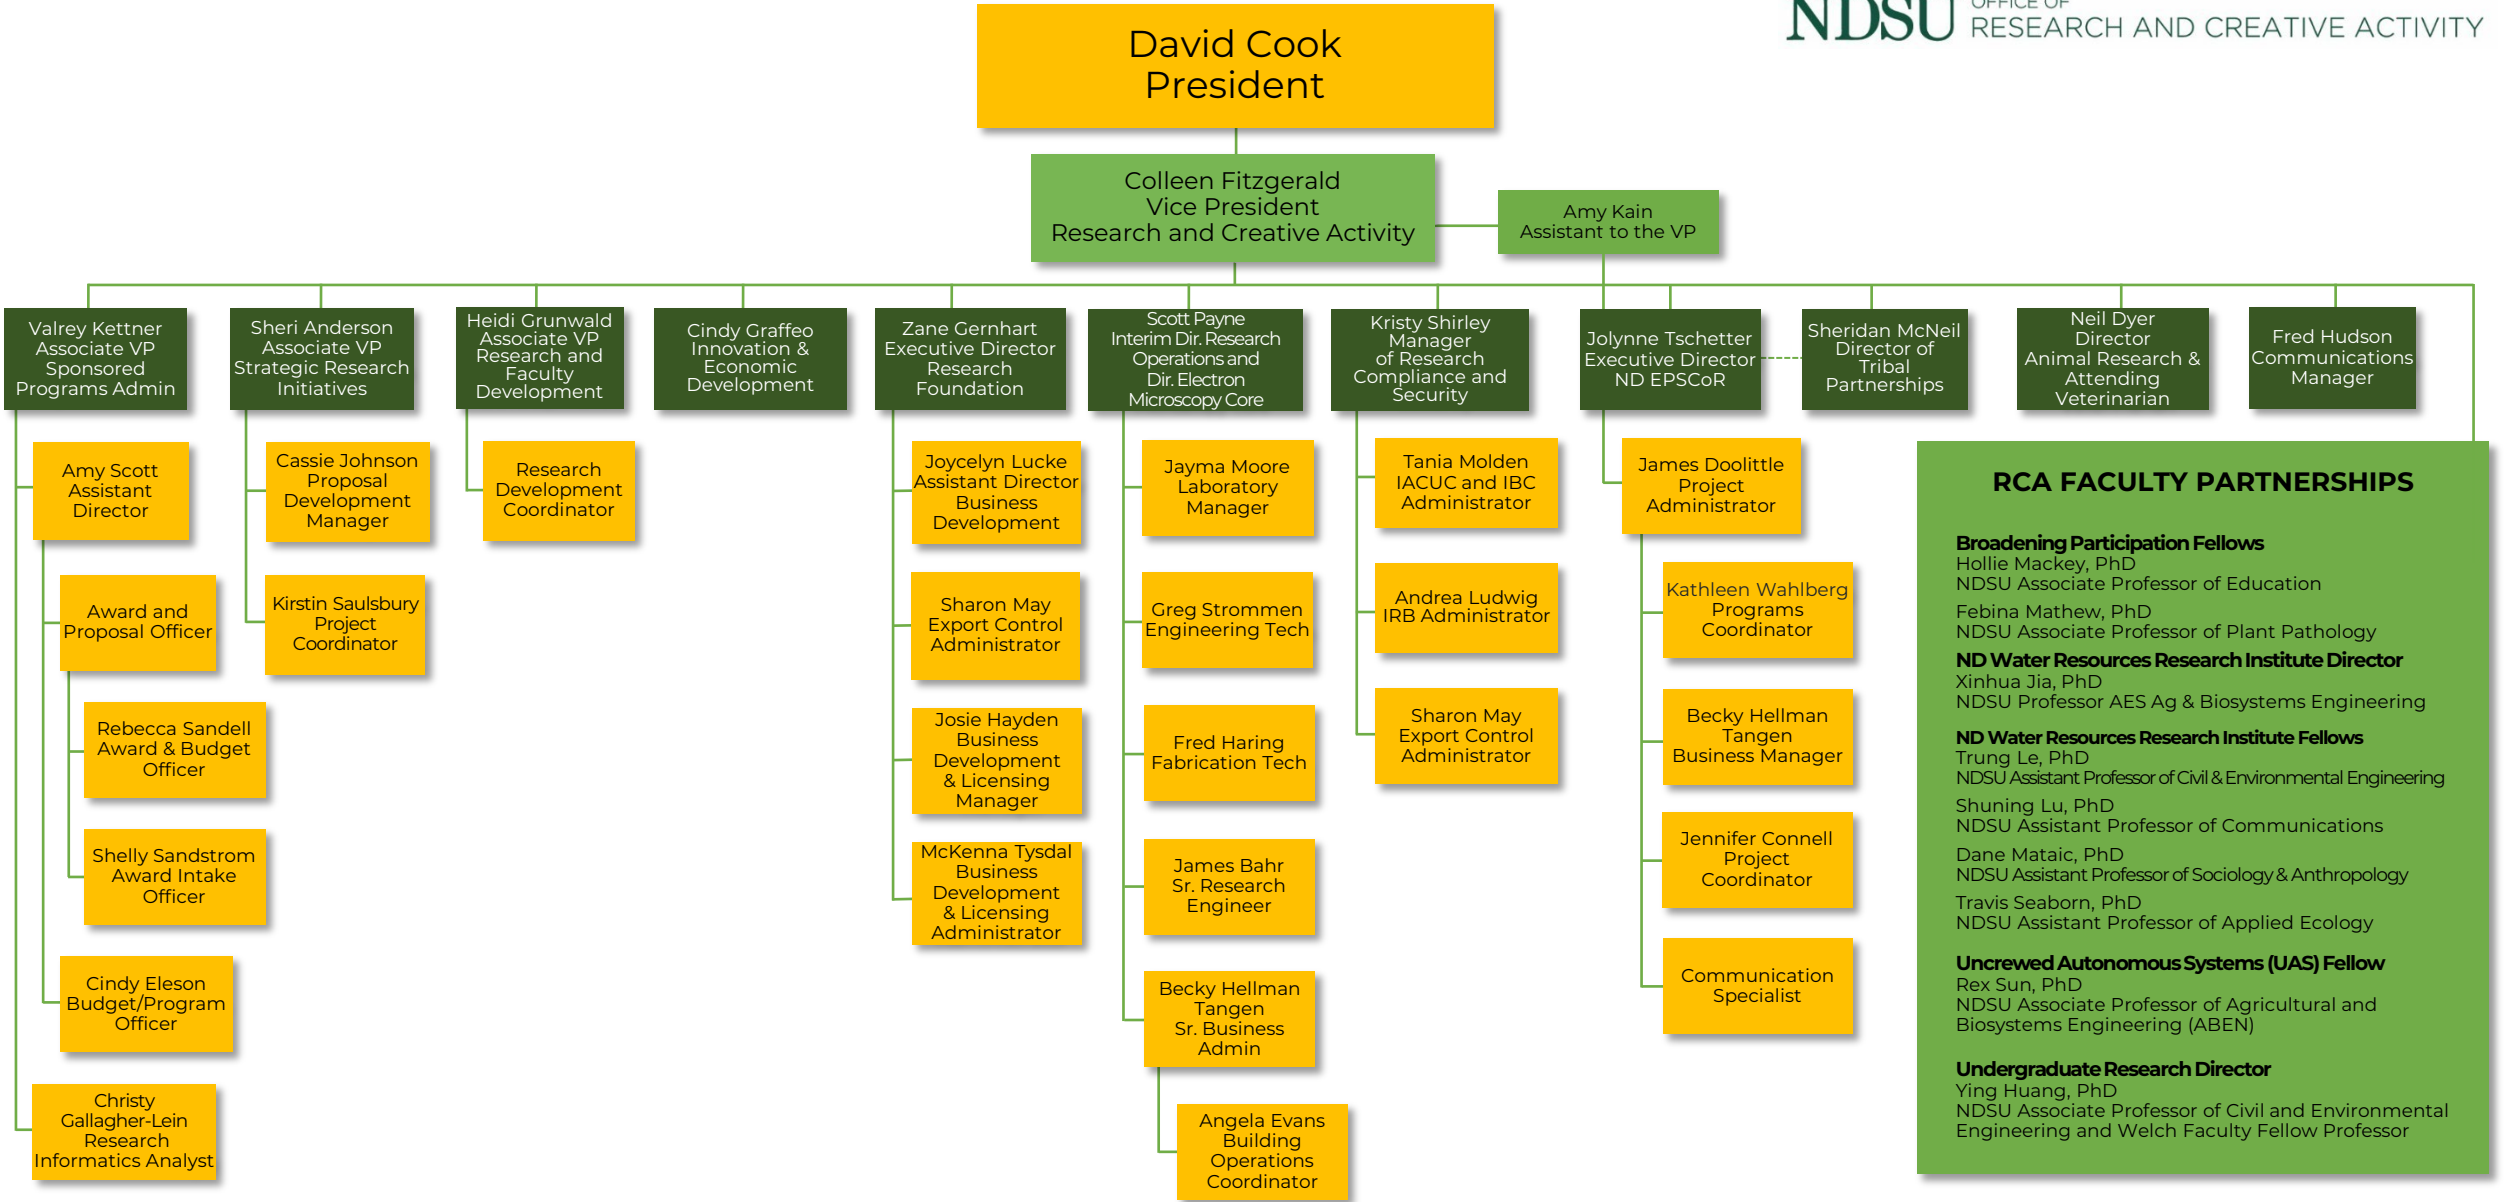 NDSU
OFFICE OF
RESEARCH AND CREATIVE ACTIVITY
David Cook
President
Colleen Fitzgerald
Vice President
Research and Creative Activity
Amy Kain
Assistant to the VP
Valrey Kettner
Associate VP
Sponsored
Programs Admin
Sheri Anderson
Associate VP
Strategic Research
Initiatives
Heidi Grunwald
Associate VP
Research and
Faculty
Development
Cindy Graffeo
Innovation &
Economic
Development
Zane Gernhart
Executive Director
Research
Foundation
Scott Payne
Interim Dir. Research
Operations and
Dir. Electron
Microscopy Core
Kristy Shirley
Manager
of Research
Compliance and
Security
Jolynne Tschetter
Executive Director
ND EPSCoR
Sheridan McNeil
Director of
Tribal
Partnerships
Neil Dyer
Director
Animal Research &
Attending
Veterinarian
Fred Hudson
Communications
Manager
Amy Scott
Assistant
Director
Award and
Proposal Officer
Rebecca Sandell
Award & Budget
Officer
Shelly Sandstrom
Award Intake
Officer
Cindy Eleson
Budget/Program
Officer
Christy
Gallagher-Lein
Research
Informatics Analyst
Cassie Johnson
Proposal
Development
Manager
Kirstin Saulsbury
Project
Coordinator
Research
Development
Coordinator
Joycelyn Lucke
Assistant Director
Business
Development
Sharon May
Export Control
Administrator
Josie Hayden
Business
Development
& Licensing
Manager
McKenna Tysdal
Business
Development
& Licensing
Administrator
Jayma Moore
Laboratory
Manager
Greg Strommen
Engineering Tech
Fred Haring
Fabrication Tech
James Bahr
Sr. Research
Engineer
Becky Hellman
Tangen
Sr. Business
Admin
Angela Evans
Building
Operations
Coordinator
Tania Molden
IACUC and IBC
Administrator
Andrea Ludwig
IRB Administrator
Sharon May
Export Control
Administrator
James Doolittle
Project
Administrator
Kathleen Wahlberg
Programs
Coordinator
Becky Hellman
Tangen
Business Manager
Jennifer Connell
Project
Coordinator
Communication
Specialist
RCA FACULTY PARTNERSHIPS
Broadening Participation Fellows
Hollie Mackey, PhD
NDSU Associate Professor of Education
Febina Mathew, PhD
NDSU Associate Professor of Plant Pathology
ND Water Resources Research Institute Director
Xinhua Jia, PhD
NDSU Professor AES Ag & Biosystems Engineering
ND Water Resources Research Institute Fellows
Trung Le, PhD
NDSU Assistant Professor of Civil & Environmental Engineering
Shuning Lu, PhD
NDSU Assistant Professor of Communications
Dane Mataic, PhD
NDSU Assistant Professor of Sociology & Anthropology
Travis Seaborn, PhD
NDSU Assistant Professor of Applied Ecology
Uncrewed Autonomous Systems (UAS) Fellow
Rex Sun, PhD
NDSU Associate Professor of Agricultural and
Biosystems Engineering (ABEN)
Undergraduate Research Director
Ying Huang, PhD
NDSU Associate Professor of Civil and Environmental
Engineering and Welch Faculty Fellow Professor